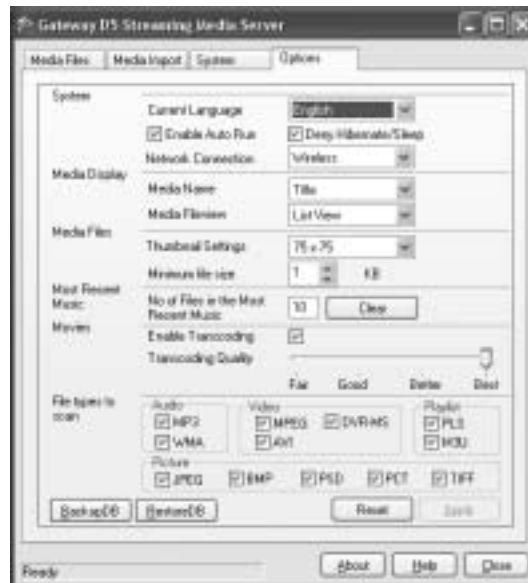 Gateway DS Streaming Media Server
Media Files Media Import System Options
System
Current Language English
Enable Auto Run Deny Hibernate/Sleep
Network Connection Wireless
Media Display
Media Name Title
Media Fileview List View
Media Files
Thumbnail Settings 75 x 75
Minimum file size 1 KB
Most Recent Music
No of Files in the Most Recent Music 10 Clear
Movies
Enable Transcoding
Transcoding Quality
Fair Good Better Best
File types to scan
Audio Video Playlist
MP3 MPEG DVR-MS PLS
WMA AVI M3U
Picture
JPEG BMP PSD PCT TIFF
BackupDB RestoreDB Reset Apply
Ready About Help Close